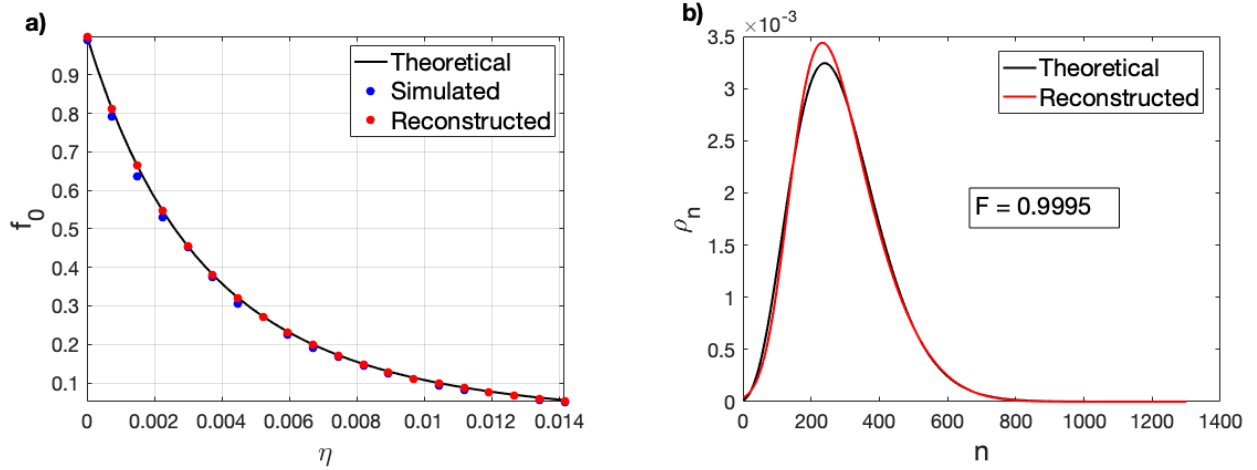 a)
0.9
0.8
0.7
0.6
0.5
0.4
0.3
0.2
0.1
f₀
0 0.002 0.004 0.006 0.008 0.01 0.012 0.014
η
Theoretical
Simulated
Reconstructed
b)
×10⁻³
3.5
3
2.5
2
1.5
1
0.5
0
ρₙ
0 200 400 600 800 1000 1200 1400
n
Theoretical
Reconstructed
F = 0.9995